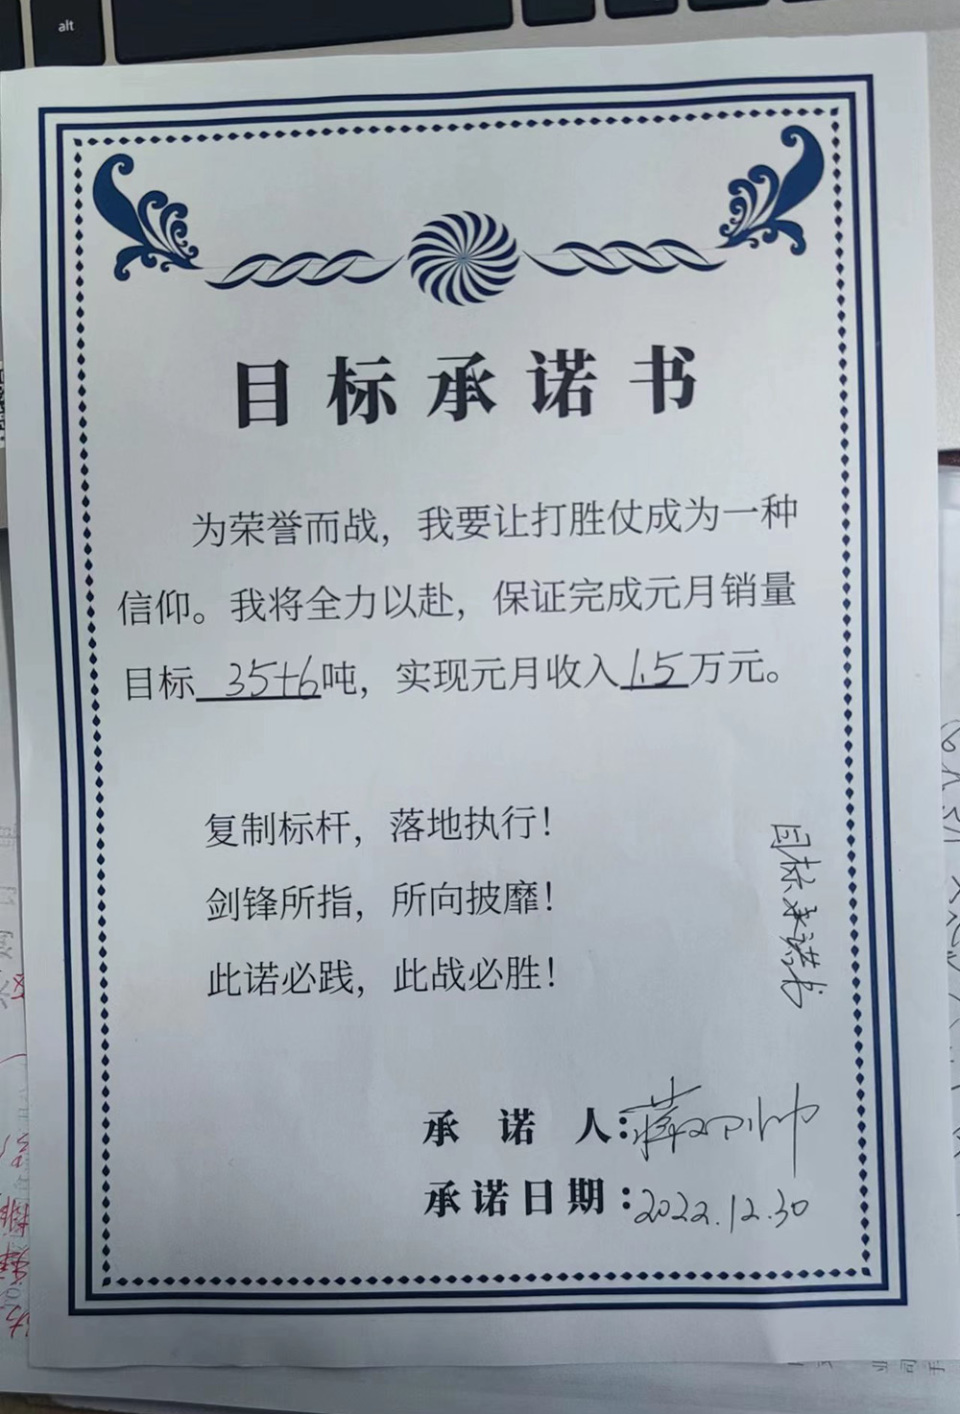 alt
目标承诺书
为荣誉而战，我要让打胜仗成为一种
信仰。我将全力以赴，保证完成元月销量
目标 35+6 吨，实现元月收入 1.5 万元。
复制标杆，落地执行！
剑锋所指，所向披靡！
此诺必践，此战必胜！
目标承诺书
承诺人：
承诺日期：2022.12.30